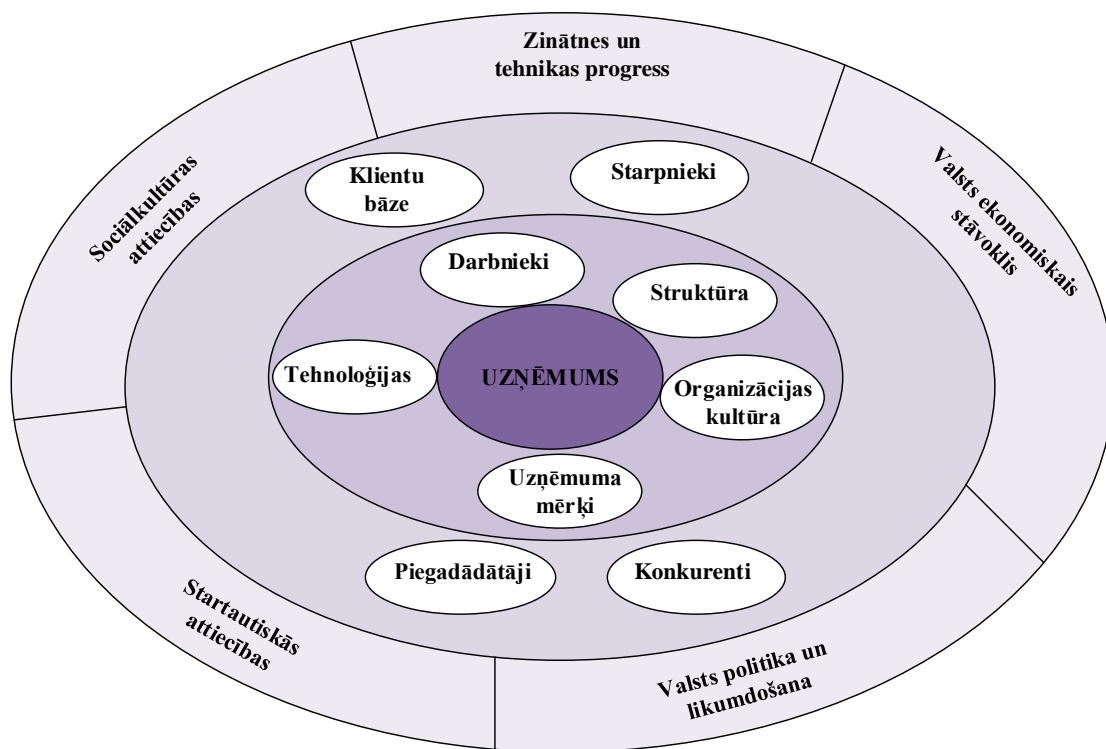 Zinātnes un
tehnikas progress
Sociālkultūras
attiecības
Valsts ekonomiskais
stāvoklis
Klientu
bāze
Starpnieki
Darbnieki
Struktūra
Tehnoloģijas
UZŅĒMUMS
Organizācijas
kultūra
Uzņēmuma
mērķi
Piegadādātāji
Konkurenti
Startautiskās
attiecības
Valsts politika un
likumdošana